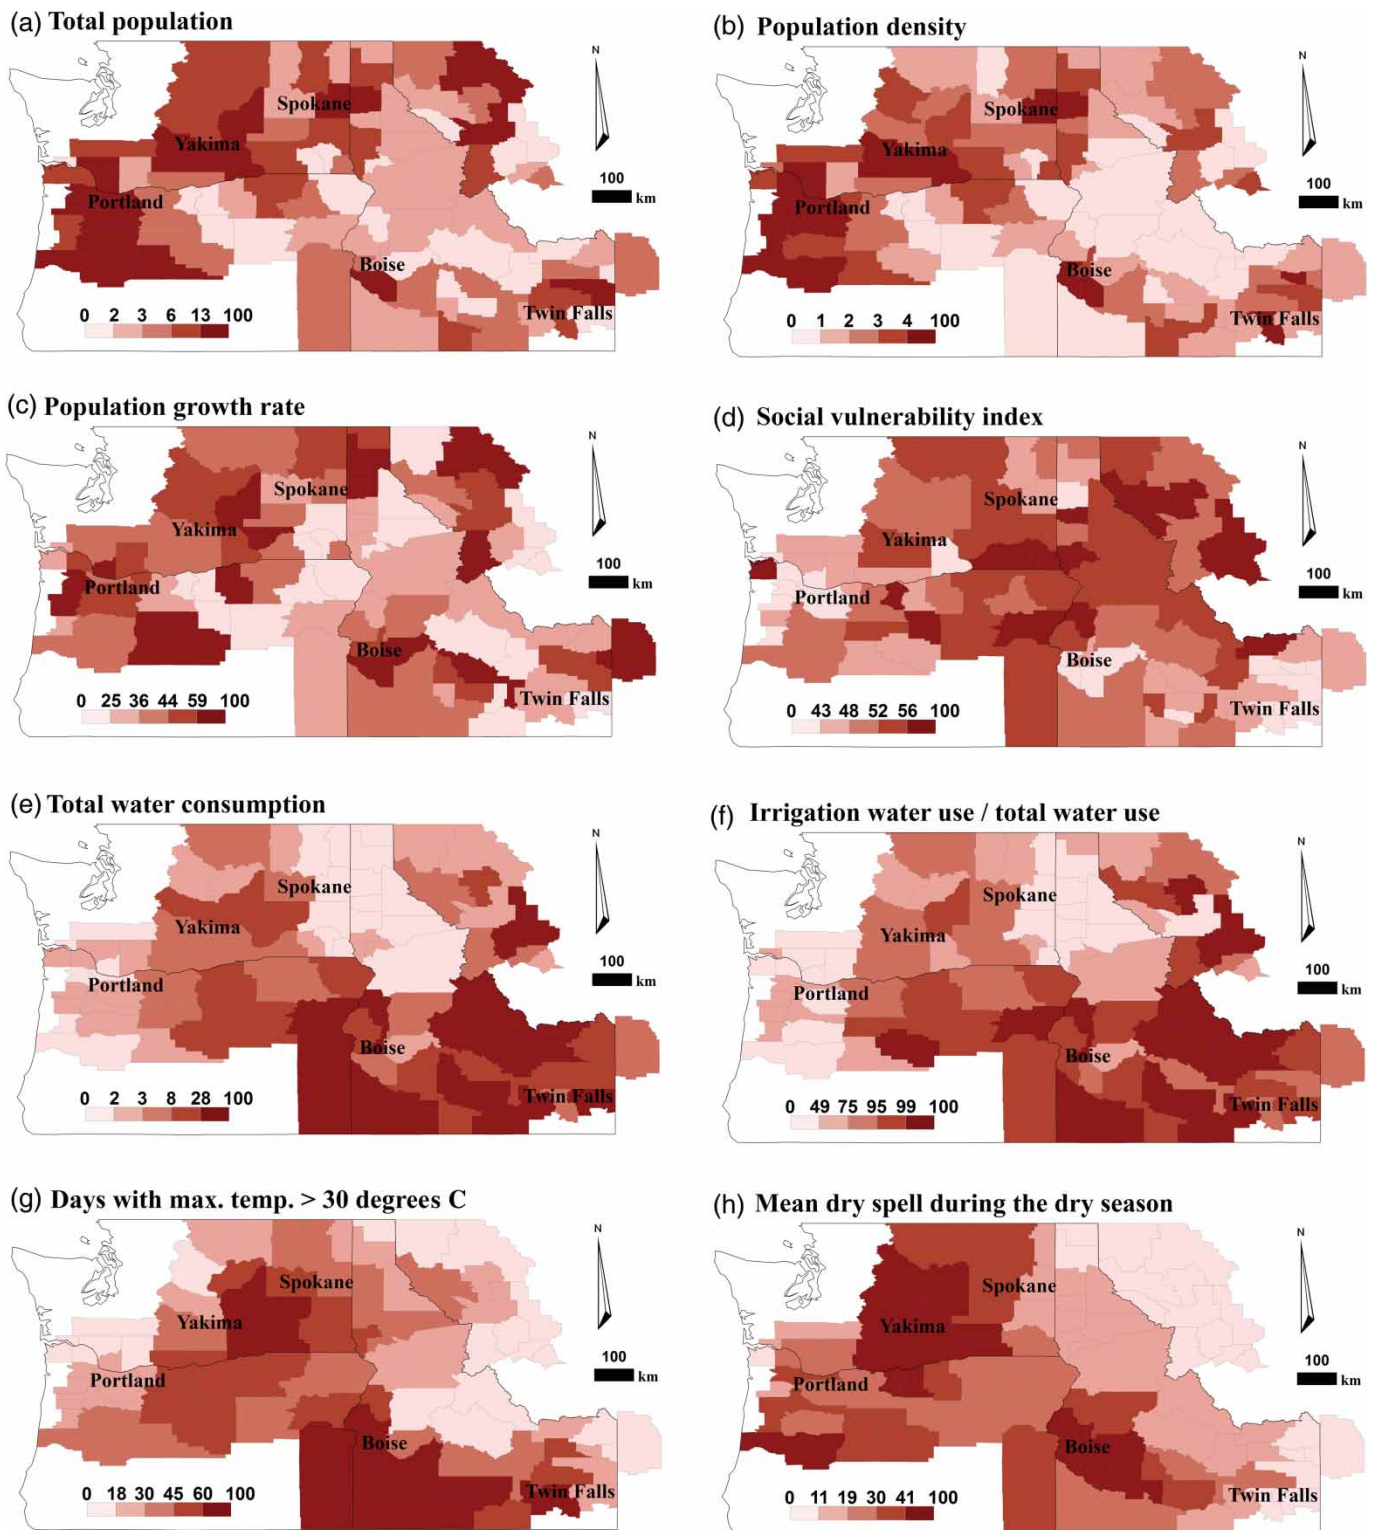 (a) Total population
N
Spokane
Yakima
100
km
Portland
Boise
Twin Falls
0 2 3 6 13 100
(b) Population density
N
Spokane
Yakima
100
km
Portland
Boise
Twin Falls
0 1 2 3 4 100
(c) Population growth rate
N
Spokane
Yakima
100
km
Portland
Boise
Twin Falls
0 25 36 44 59 100
(d) Social vulnerability index
N
Spokane
Yakima
100
km
Portland
Boise
Twin Falls
0 43 48 52 56 100
(e) Total water consumption
N
Spokane
Yakima
100
km
Portland
Boise
Twin Falls
0 2 3 8 28 100
(f) Irrigation water use / total water use
N
Spokane
Yakima
100
km
Portland
Boise
Twin Falls
0 49 75 95 99 100
(g) Days with max. temp. > 30 degrees C
N
Spokane
Yakima
100
km
Portland
Boise
Twin Falls
0 18 30 45 60 100
(h) Mean dry spell during the dry season
N
Spokane
Yakima
100
km
Portland
Boise
Twin Falls
0 11 19 30 41 100